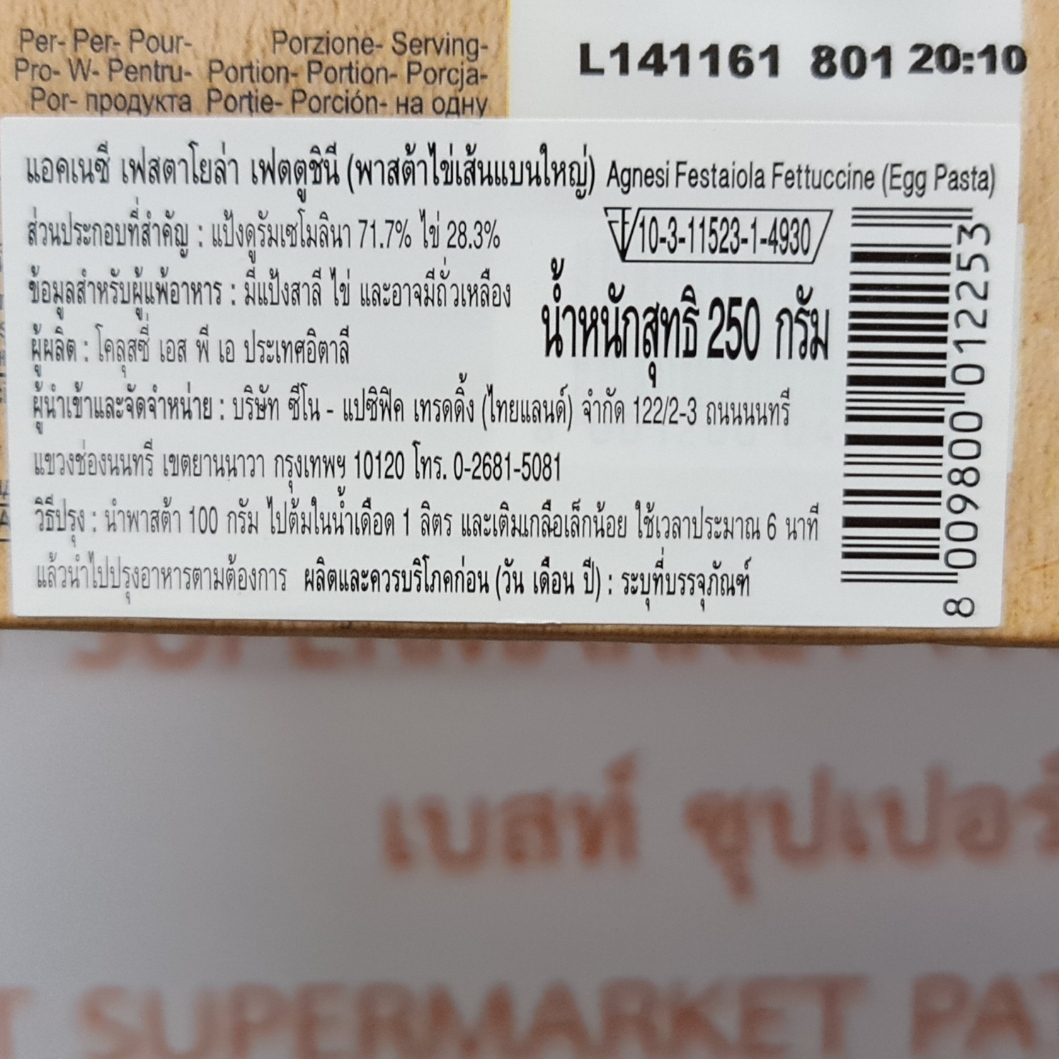 Per- Per- Pour- Porzione- Serving-
Pro- W- Pentru- Portion- Portion- Porcja-
Por- продукта Portie- Porción- на одну
L141161 801 20:10
แอคเนซี เฟสตาโยล่า เฟตตูชินี (พาสต้าไข่เส้นแบนใหญ่) Agnesi Festaiola Fettuccine (Egg Pasta)
ส่วนประกอบที่สำคัญ : แป้งดูรัมเซโมลินา 71.7% ไข่ 28.3%
10-3-11523-1-4930
ข้อมูลสำหรับผู้แพ้อาหาร : มีแป้งสาลี ไข่ และอาจมีถั่วเหลือง
น้ำหนักสุทธิ 250 กรัม
ผู้ผลิต : โคลุสซี่ เอส พี เอ ประเทศอิตาลี
ผู้นำเข้าและจัดจำหน่าย : บริษัท ซีโน - แปซิฟิค เทรดดิ้ง (ไทยแลนด์) จำกัด 122/2-3 ถนนนนทรี
แขวงช่องนนทรี เขตยานนาวา กรุงเทพฯ 10120 โทร. 0-2681-5081
วิธีปรุง : นำพาสต้า 100 กรัม ไปต้มในน้ำเดือด 1 ลิตร และเติมเกลือเล็กน้อย ใช้เวลาประมาณ 6 นาที
แล้วนำไปปรุงอาหารตามต้องการ ผลิตและควรบริโภคก่อน (วัน เดือน ปี) : ระบุที่บรรจุภัณฑ์
8 009800 012253
SUPERMARKET
เบสท์ ซุปเปอร์
SUPERMARKET PAT